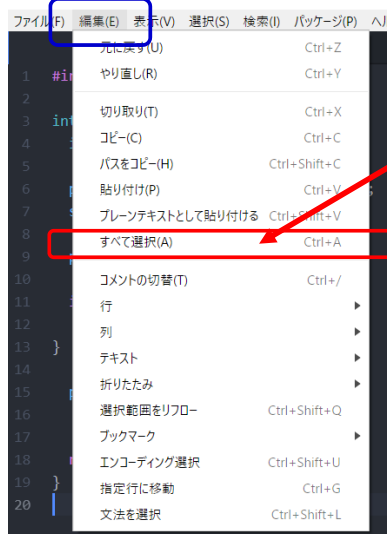 ファイル(F) 編集(E) 表示(V) 選択(S) 検索(I) パッケージ(P) ヘ
元に戻す(U) Ctrl+Z
1 #in やり直し(R) Ctrl+Y
2
3 int 切り取り(T) Ctrl+X
4 コピー(C) Ctrl+C
5 パスをコピー(H) Ctrl+Shift+C
6 貼り付け(P) Ctrl+V ;
7 プレーンテキストとして貼り付ける Ctrl+Shift+V
8 すべて選択(A) Ctrl+A
9
10 コメントの切替(T) Ctrl+/
11 行
12 列
13 } テキスト
14 折りたたみ
15
16 選択範囲をリフロー Ctrl+Shift+Q
17 ブックマーク
18 エンコーディング選択 Ctrl+Shift+U
19 } 指定行に移動 Ctrl+G
20 文法を選択 Ctrl+Shift+L